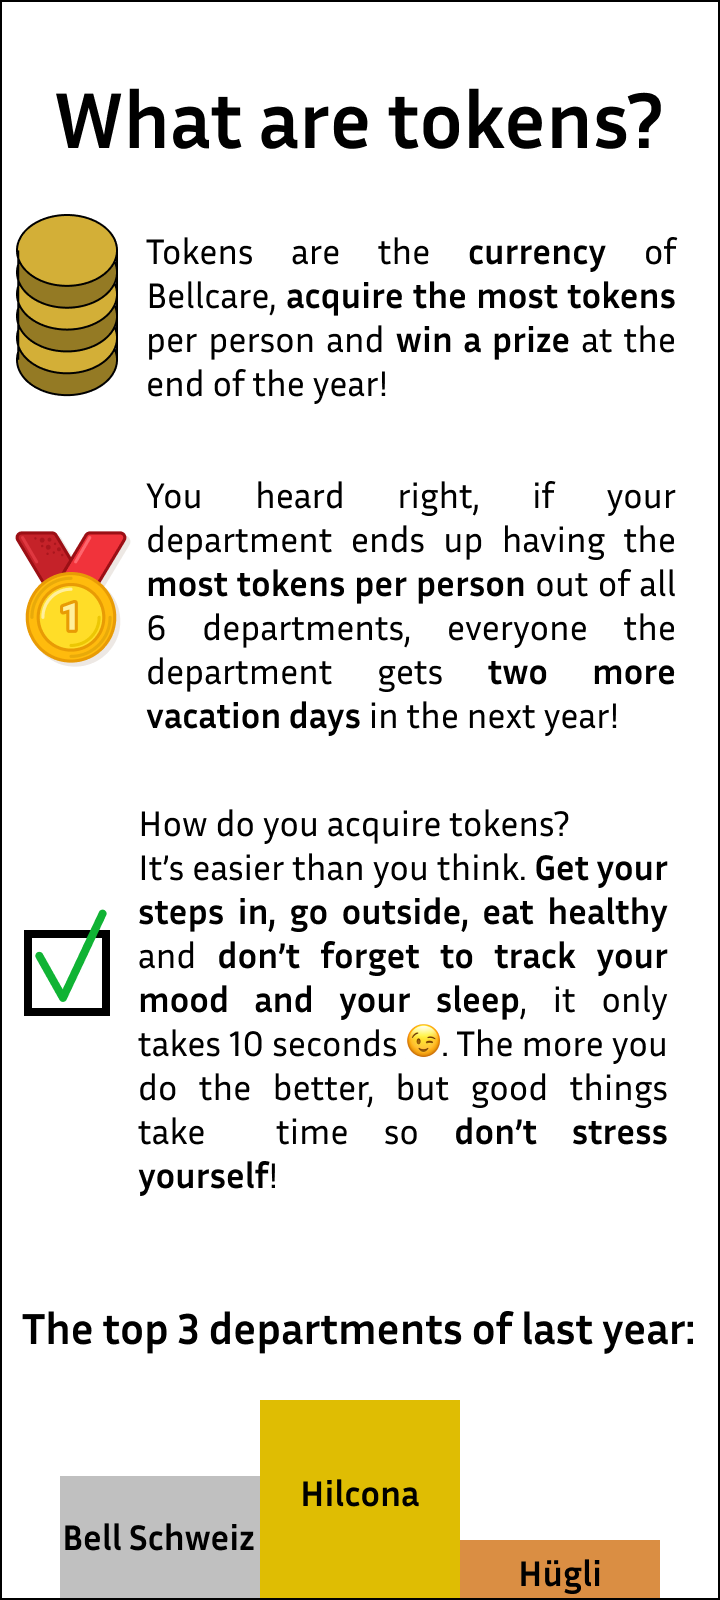 What are tokens?
Tokens are the currency of
Bellcare, acquire the most tokens
per person and win a prize at the
end of the year!
You heard right, if your
department ends up having the
most tokens per person out of all
6 departments, everyone the
department gets two more
vacation days in the next year!
1
How do you acquire tokens?
It’s easier than you think. Get your
steps in, go outside, eat healthy
and don’t forget to track your
mood and your sleep, it only
takes 10 seconds 😉. The more you
do the better, but good things
take time so don’t stress
yourself!
The top 3 departments of last year:
Hilcona
Bell Schweiz
Hügli